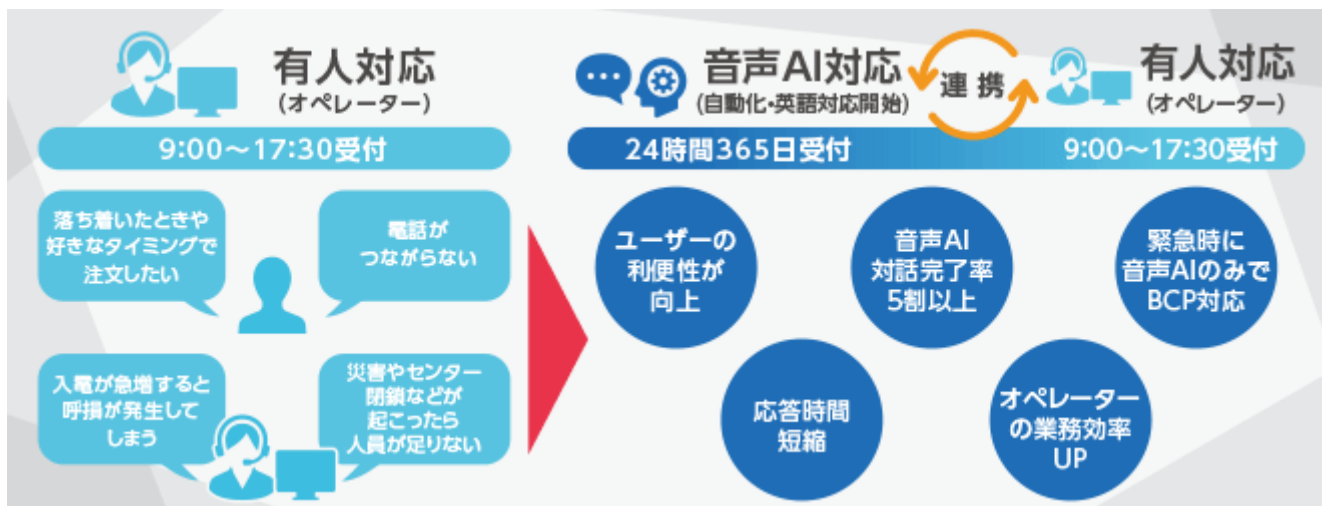 有人対応
(オペレーター)
9:00〜17:30受付
落ち着いたときや
好きなタイミングで
注文したい
電話が
つながらない
入電が急増すると
呼損が発生して
しまう
災害やセンター
閉鎖などが
起こったら
人員が足りない
音声AI対応
(自動化・英語対応開始)
連携
有人対応
(オペレーター)
24時間365日受付
9:00〜17:30受付
ユーザーの
利便性が
向上
音声AI
対話完了率
5割以上
緊急時に
音声AIのみで
BCP対応
応答時間
短縮
オペレーター
の業務効率
UP